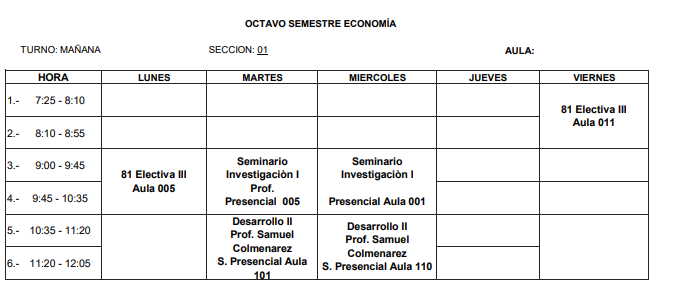 OCTAVO SEMESTRE ECONOMÍA
TURNO: MAÑANA SECCION: 01 AULA:
HORA LUNES MARTES MIERCOLES JUEVES VIERNES
1.- 7:25 - 8:10
2.- 8:10 - 8:55
81 Electiva III
Aula 011
3.- 9:00 - 9:45
4.- 9:45 - 10:35
81 Electiva III
Aula 005
Seminario
Investigaciòn I
Prof.
Presencial 005
Seminario
Investigaciòn I
Presencial Aula 001
5.- 10:35 - 11:20
6.- 11:20 - 12:05
Desarrollo II
Prof. Samuel
Colmenarez
S. Presencial Aula
101
Desarrollo II
Prof. Samuel
Colmenarez
S. Presencial Aula 110